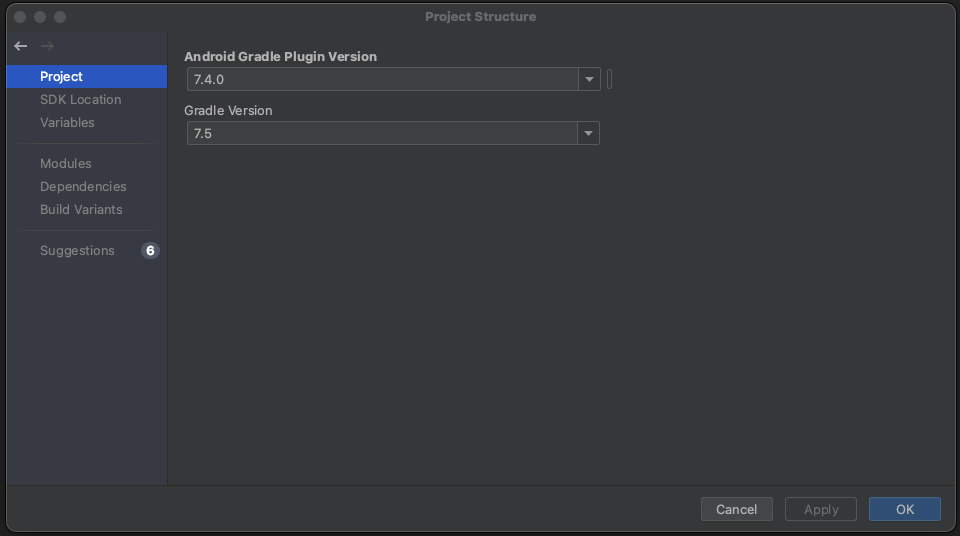 Project Structure
Project
SDK Location
Variables
Modules
Dependencies
Build Variants
Suggestions 6
Android Gradle Plugin Version
7.4.0
Gradle Version
7.5
Cancel Apply OK